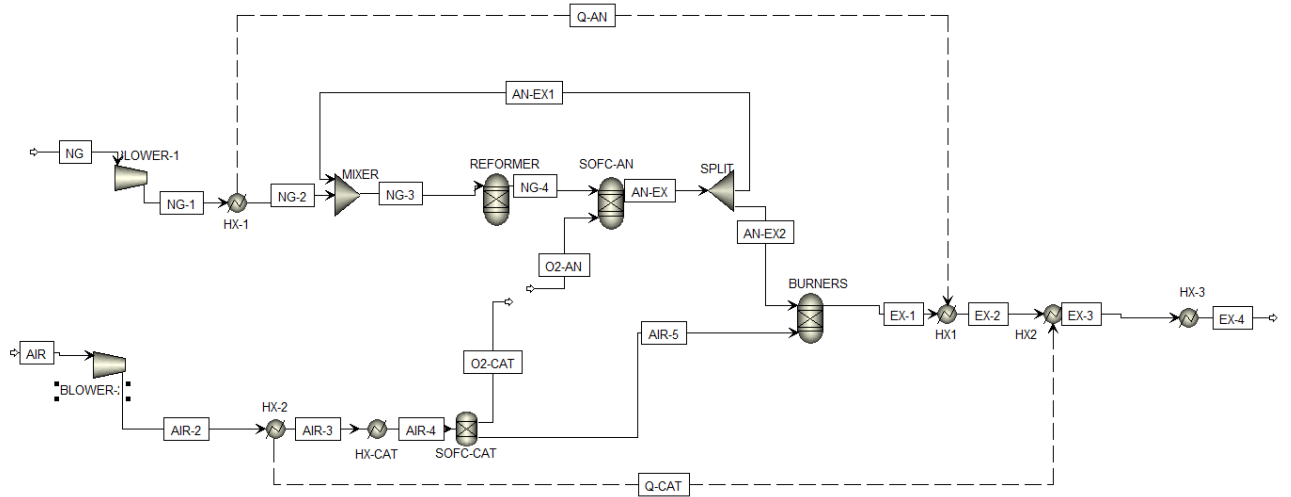 Q-AN
AN-EX1
NG
LOWER-1
MIXER
REFORMER
SOFC-AN
SPLIT
NG-1
HX-1
NG-2
NG-3
NG-4
AN-EX
AN-EX2
O2-AN
BURNERS
EX-1
HX1
EX-2
HX2
EX-3
HX-3
EX-4
AIR-5
AIR
O2-CAT
BLOWER-
AIR-2
HX-2
AIR-3
HX-CAT
AIR-4
SOFC-CAT
Q-CAT